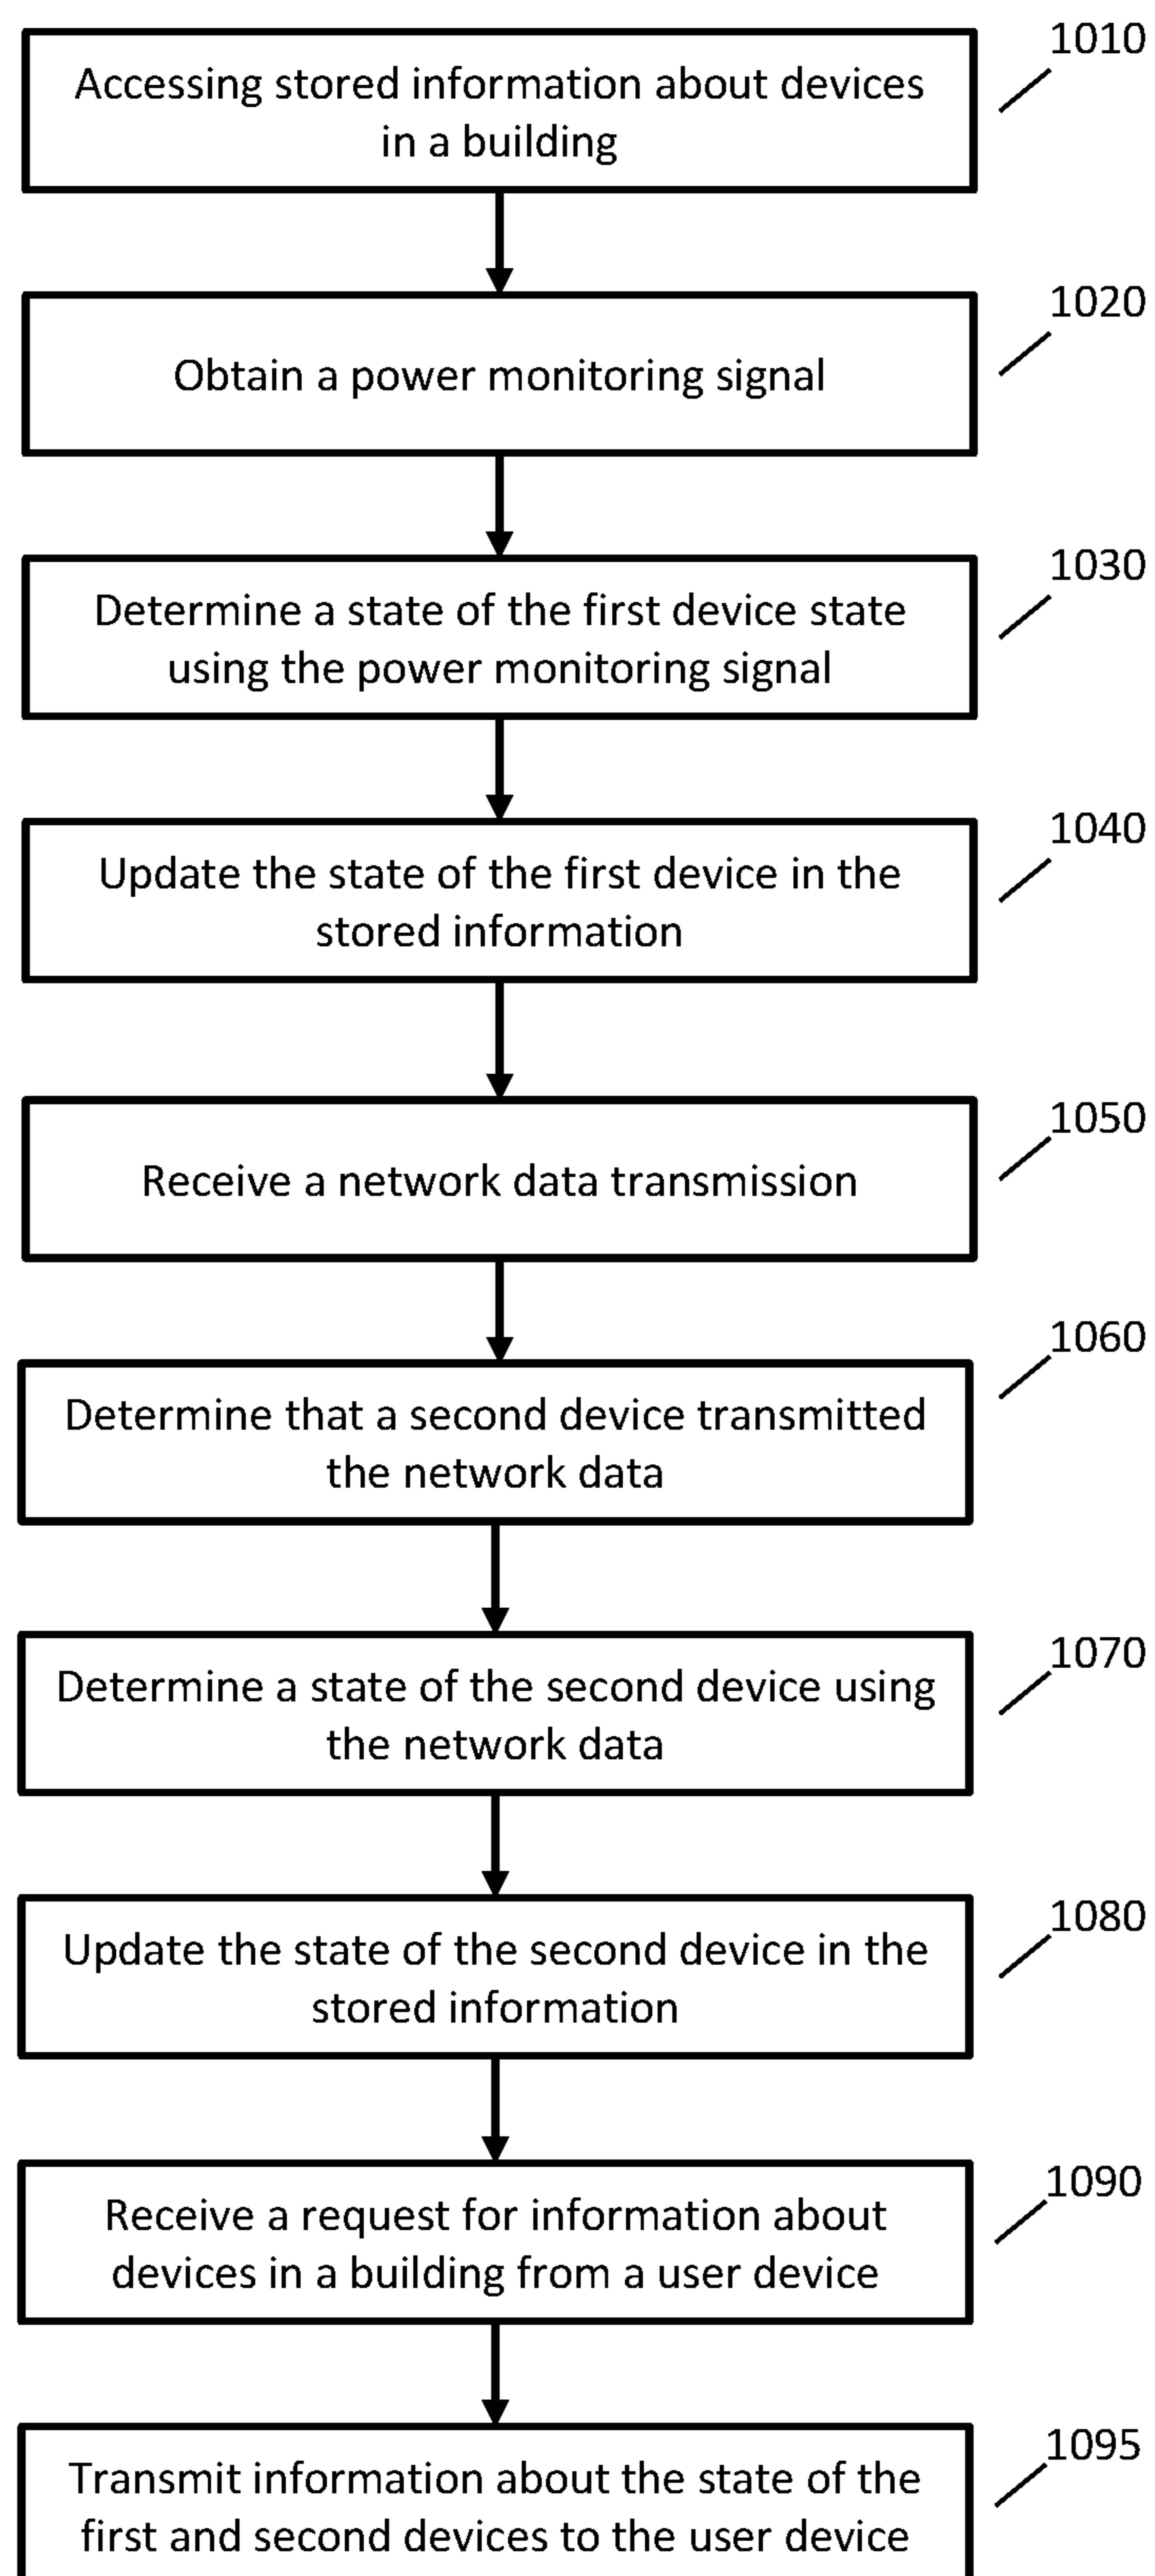 1010
Accessing stored information about devices
in a building
1020
Obtain a power monitoring signal
1030
Determine a state of the first device state
using the power monitoring signal
1040
Update the state of the first device in the
stored information
1050
Receive a network data transmission
1060
Determine that a second device transmitted
the network data
1070
Determine a state of the second device using
the network data
1080
Update the state of the second device in the
stored information
1090
Receive a request for information about
devices in a building from a user device
1095
Transmit information about the state of the
first and second devices to the user device